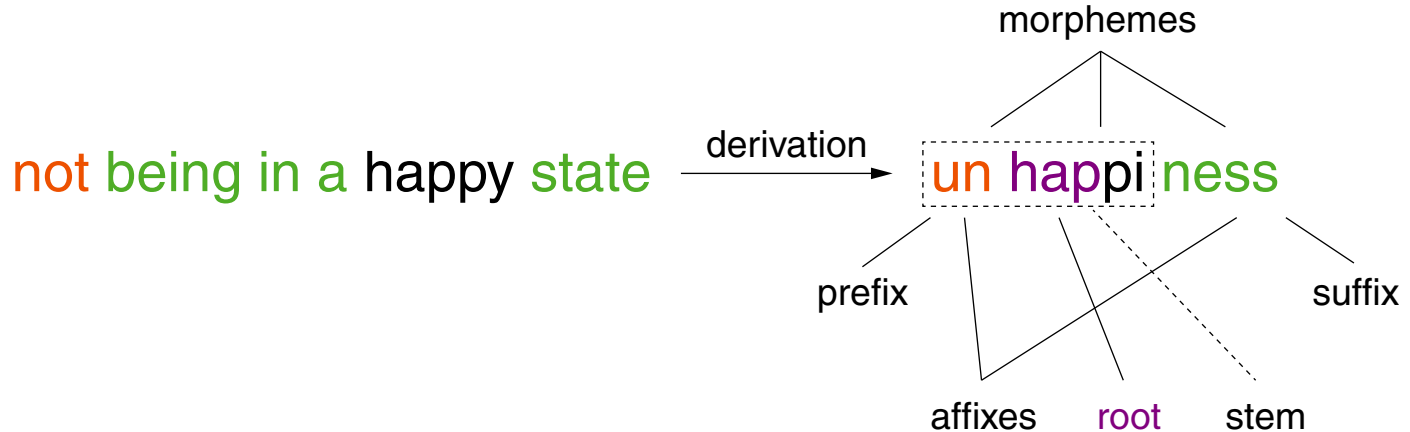 morphemes
derivation
not being in a happy state
un happi ness
prefix
suffix
affixes
root
stem